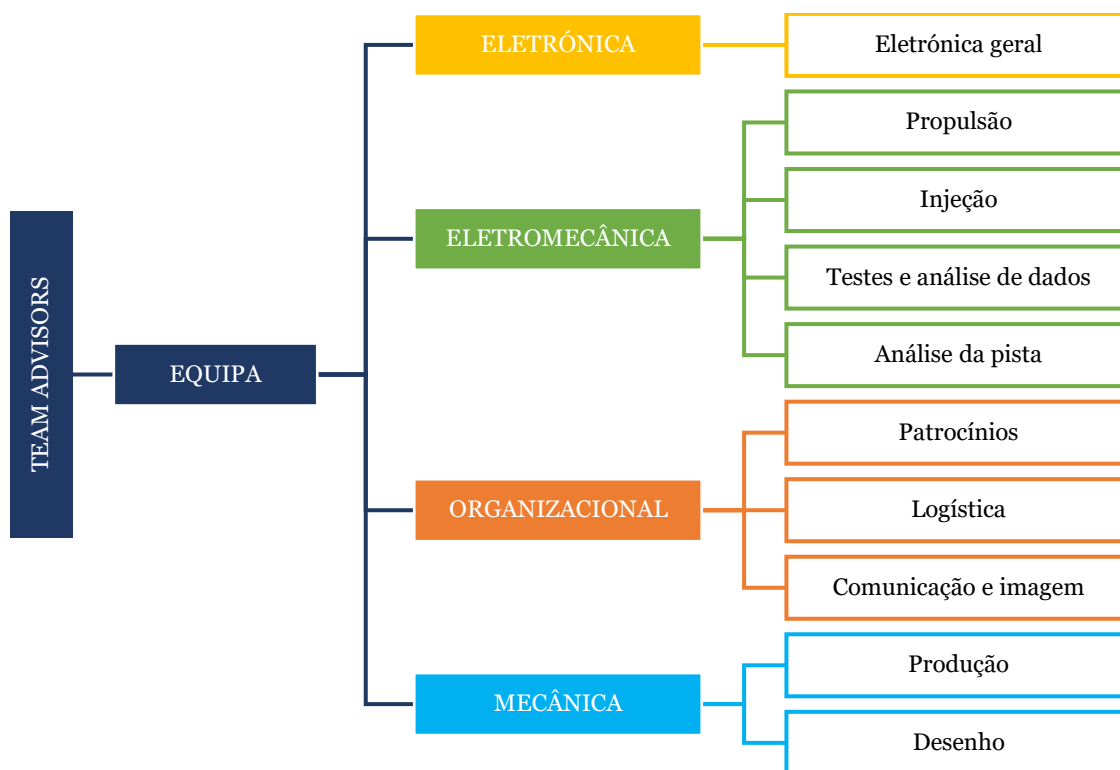 TEAM ADVISORS
EQUIPA
ELETRÓNICA
Eletrónica geral
ELETROMECÂNICA
Propulsão
Injeção
Testes e análise de dados
Análise da pista
ORGANIZACIONAL
Patrocínios
Logística
Comunicação e imagem
MECÂNICA
Produção
Desenho